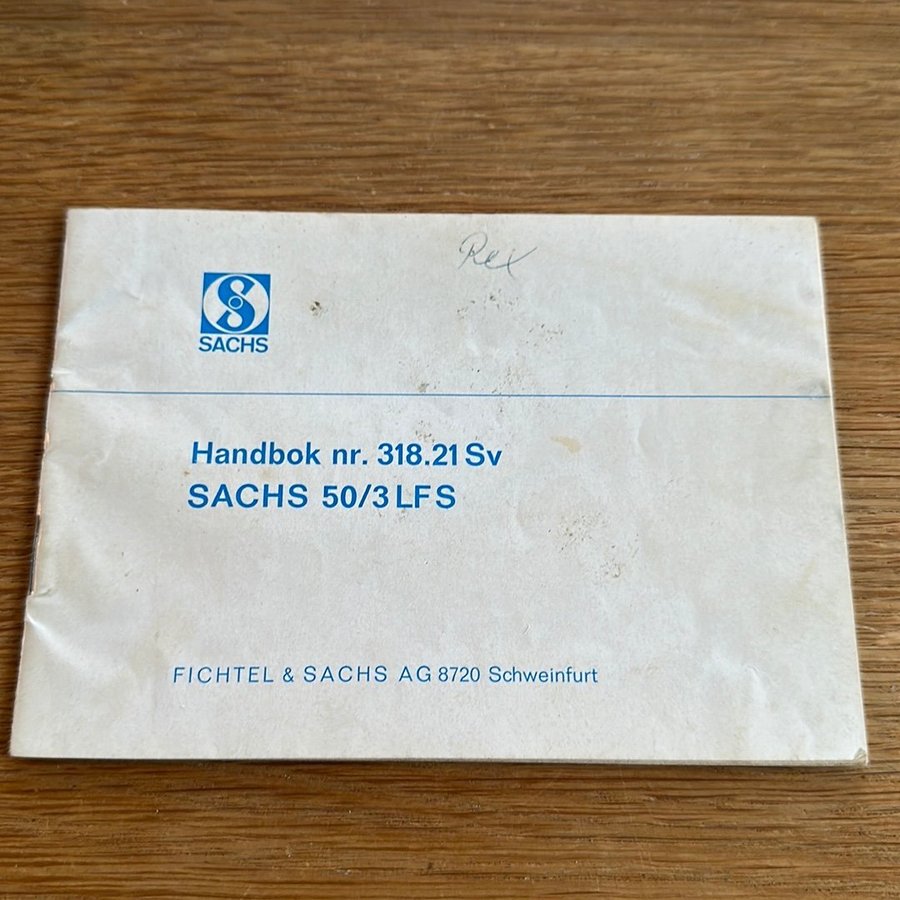 Rex
SACHS
Handbok nr. 318.21 Sv
SACHS 50/3 LFS
FICHTEL & SACHS AG 8720 Schweinfurt